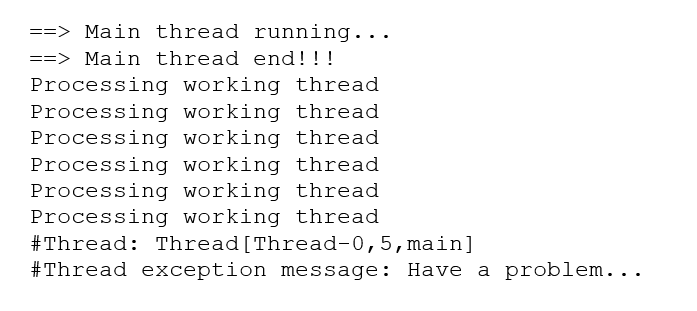 ==> Main thread running...
==> Main thread end!!!
Processing working thread
Processing working thread
Processing working thread
Processing working thread
Processing working thread
Processing working thread
#Thread: Thread[Thread-0,5,main]
#Thread exception message: Have a problem...